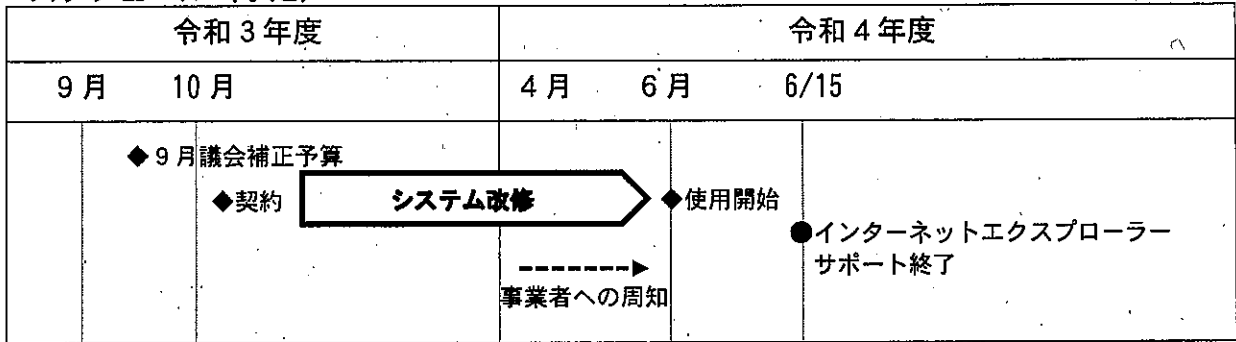 令和３年度 令和４年度
９月 10月 ４月 ６月 6/15
◆９月議会補正予算
◆契約 システム改修 ◆使用開始
●インターネットエクスプローラー
サポート終了
事業者への周知